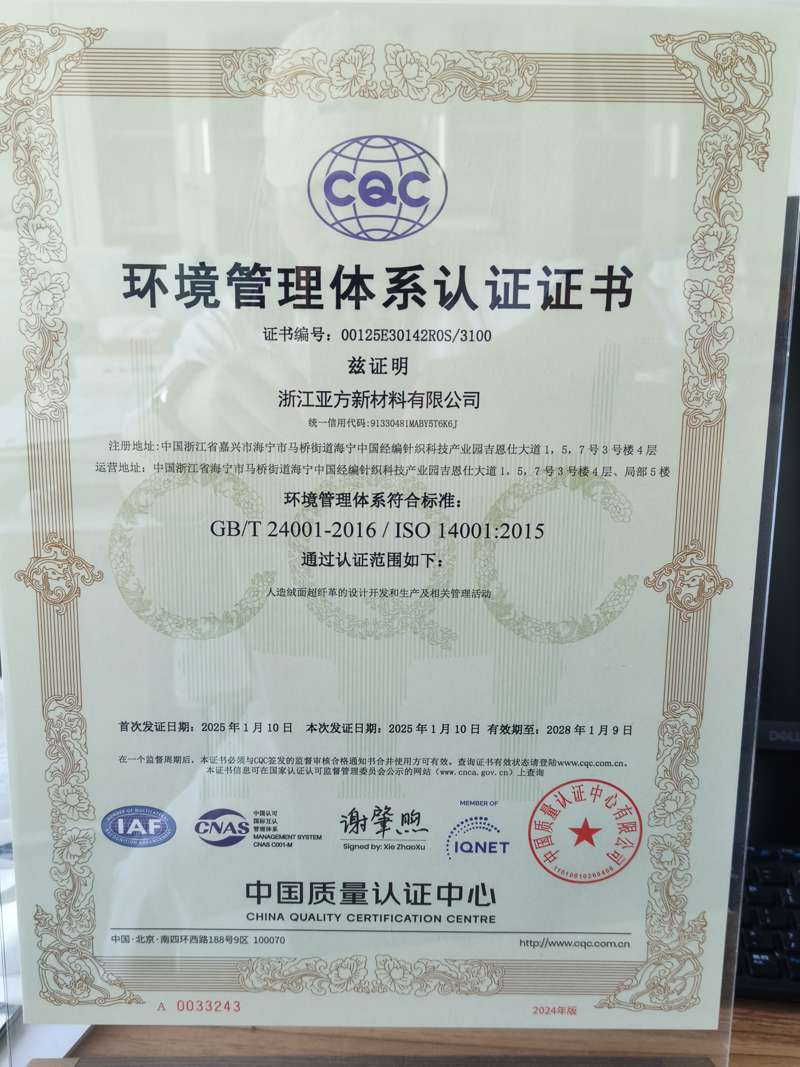 CQC
环境管理体系认证证书
证书编号：00125E30142R0S/3100
兹证明
浙江亚方新材料有限公司
统一信用代码:91330481MABY5T6K6J
注册地址:中国浙江省嘉兴市海宁市马桥街道海宁中国经编针织科技产业园吉恩仕大道1，5，7号3号楼4层
运营地址：中国浙江省海宁市马桥街道海宁中国经编针织科技产业园吉恩仕大道1，5，7号3号楼4层、局部5楼
环境管理体系符合标准：
GB/T 24001-2016 / ISO 14001:2015
通过认证范围如下：
人造绒面超纤革的设计开发和生产及相关管理活动
首次发证日期：2025年1月10日 本次发证日期：2025年1月10日 有效期至：2028年1月9日
在一个监督周期后，本证书必须与CQC签发的监督审核合格通知书合并使用方可有效。查询证书有效状态请登陆www.cqc.com.cn。
本证书信息可在国家认证认可监督管理委员会公示的网站（www.cnca.gov.cn）上查询
MEMBER OF MULTILATERAL
IAF
RECOGNITION ARRANGEMENT
CNAS
中国认可
国际互认
管理体系
MANAGEMENT SYSTEM
CNAS C001-M
谢肇煦
Signed by: Xie ZhaoXu
MEMBER OF
IQNET
中国质量认证中心有限公司
中国质量认证中心
CHINA QUALITY CERTIFICATION CENTRE
中国·北京·南四环西路188号9区 100070
http://www.cqc.com.cn
A 0033243
2024年版
DELL